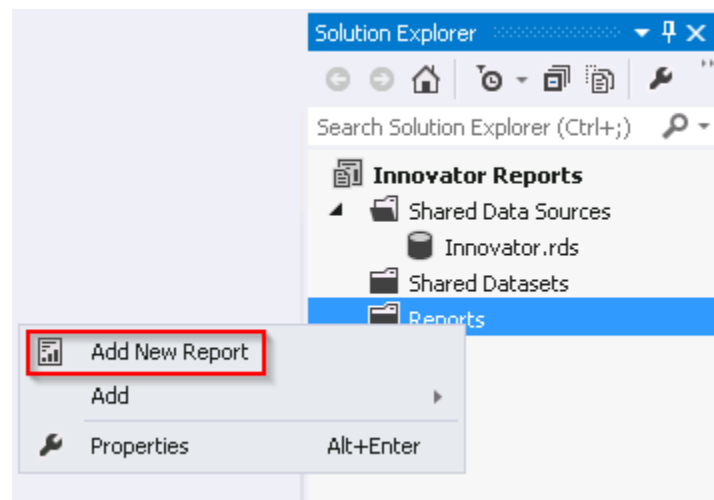 Solution Explorer
Search Solution Explorer (Ctrl+;)
Innovator Reports
Shared Data Sources
Innovator.rds
Shared Datasets
Reports
Add New Report
Add
Properties Alt+Enter